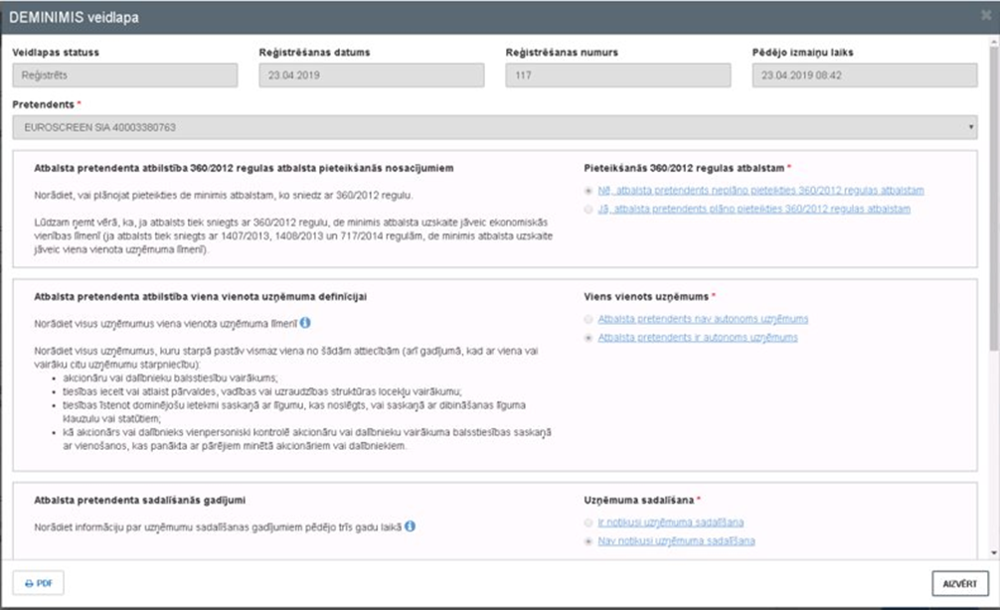 DEMINIMIS veidlapa
Veidlapas statuss
Reģistrēšanas datums
Reģistrēšanas numurs
Pēdējo izmaiņu laiks
Reģistrēts
23.04.2019
117
23.04.2019 08:42
Pretendents *
EUROSCREEN SIA 40003380763
Atbalsta pretendenta atbilstība 360/2012 regulas atbalsta pieteikšanās nosacījumiem
Norādiet, vai plānojat pieteikties de minimis atbalstam, ko sniedz ar 360/2012 regulu.
Lūdzam ņemt vērā, ka, ja atbalsts tiek sniegts ar 360/2012 regulu, de minimis atbalsta uzskaite jāveic ekonomiskās
vienības līmenī (ja atbalsts tiek sniegts ar 1407/2013, 1408/2013 un 717/2014 regulām, de minimis atbalsta uzskaite
jāveic viena vienota uzņēmuma līmenī).
Pieteikšanās 360/2012 regulas atbalstam *
Nē, atbalsta pretendents neplāno pieteikties 360/2012 regulas atbalstam
Jā, atbalsta pretendents plāno pieteikties 360/2012 regulas atbalstam
Atbalsta pretendenta atbilstība viena vienota uzņēmuma definīcijai
Norādiet visus uzņēmumus viena vienota uzņēmuma līmenī
Norādiet visus uzņēmumus, kuru starpā pastāv vismaz viena no šādām attiecībām (arī gadījumā, kad ar viena vai
vairāku citu uzņēmumu starpniecību):
• akcionāru vai dalībnieku balsstiesību vairākums;
• tiesības iecelt vai atlaist pārvaldes, vadības vai uzraudzības struktūras locekļu vairākumu;
• tiesības īstenot dominējošu ietekmi saskaņā ar līgumu, kas noslēgts, vai saskaņā ar dibināšanas līguma
klauzulu vai statūtiem;
• kā akcionārs vai dalībnieks vienpersoniski kontrolē akcionāru vai dalībnieku vairākuma balsstiesības saskaņā
ar vienošanos, kas panākta ar pārējiem minētā akcionāriem vai dalībniekiem.
Viens vienots uzņēmums *
Atbalsta pretendents nav autonoms uzņēmums
Atbalsta pretendents ir autonoms uzņēmums
Atbalsta pretendenta sadalīšanās gadījumi
Norādiet informāciju par uzņēmumu sadalīšanas gadījumiem pēdējo trīs gadu laikā
Uzņēmuma sadalīšana *
Ir notikusi uzņēmuma sadalīšana
Nav notikusi uzņēmuma sadalīšana
PDF
AIZVĒRT